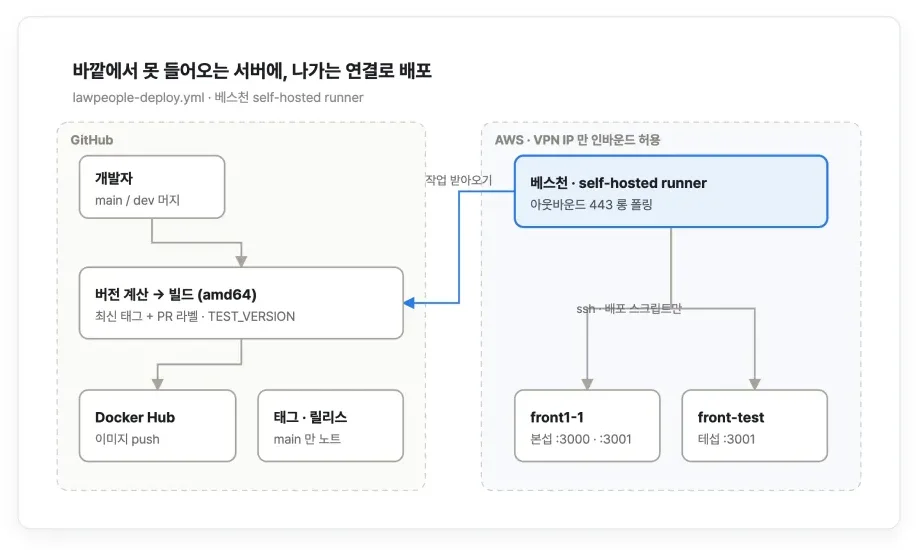 바깥에서 못 들어오는 서버에, 나가는 연결로 배포
lawpeople-deploy.yml · 베스천 self-hosted runner
GitHub
개발자
main / dev 머지
버전 계산 → 빌드 (amd64)
최신 태그 + PR 라벨 · TEST_VERSION
Docker Hub
이미지 push
태그 · 릴리스
main 만 노트
작업 받아오기
AWS · VPN IP 만 인바운드 허용
베스천 · self-hosted runner
아웃바운드 443 롱 폴링
ssh · 배포 스크립트만
front1-1
본섭 :3000 · :3001
front-test
테섭 :3001